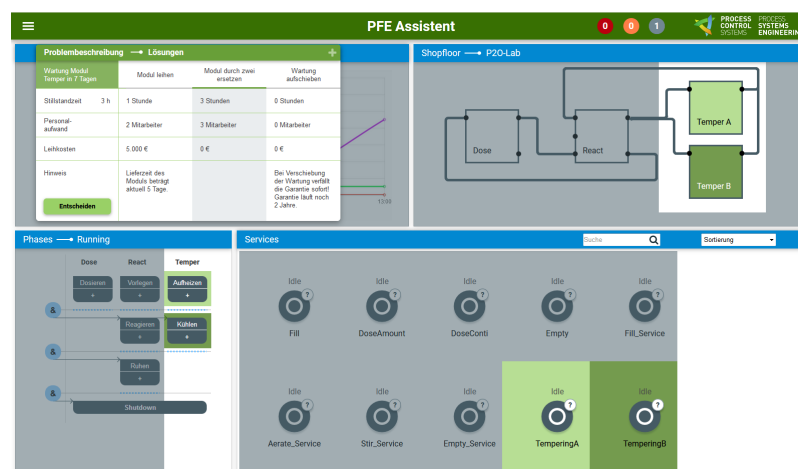 PFE Assistent
0 0 1
PROCESS PROCESS
CONTROL SYSTEMS
SYSTEMS ENGINEERIN
Problembeschreibung Lösungen +
Wartung Modul
Temper in 7 Tagen
Modul leihen
Modul durch zwei
ersetzen
Wartung
aufschieben
Stillstandzeit 3 h 1 Stunde 3 Stunden 0 Stunden
Personal-
aufwand
2 Mitarbeiter 3 Mitarbeiter 0 Mitarbeiter
Leihkosten 5.000 € 0 € 0 €
Hinweis
Lieferzeit des
Moduls beträgt
aktuell 5 Tage.
Bei Verschiebung
der Wartung verfällt
die Garantie sofort!
Garantie läuft noch
2 Jahre.
Entscheiden
13:59
Shopfloor P2O-Lab
Dose
React
Temper A
Temper B
Phases Running
Dose React Temper
Dosieren Vorlegen Aufheizen
+ + +
&
Reagieren Kühlen
+ +
&
Ruhen
+
&
Shutdown
Services
Suche
Sortierung
Idle Idle Idle Idle Idle
? ? ? ? ?
Fill DoseAmount DoseConti Empty Fill_Service
Idle Idle Idle Idle Idle
? ? ? ? ?
Aerate_Service Stir_Service Empty_Service TemperingA TemperingB